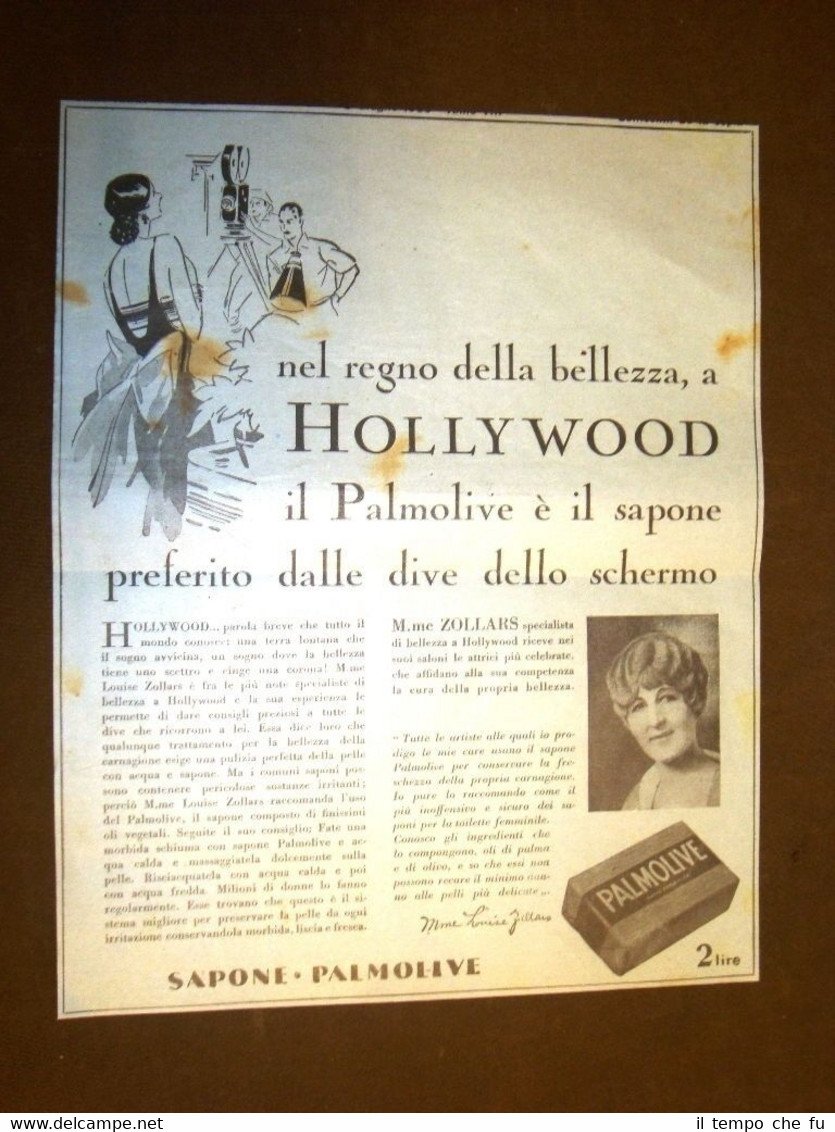 nel regno della bellezza, a
HOLLYWOOD
il Palmolive è il sapone
preferito dalle dive dello schermo
HOLLYWOOD... parola breve che tutto il
mondo conosce: una terra lontana che
il sogno avvicina, un sogno dove la bellezza
tiene uno scettro e cinge una corona! M.me
Louise Zollars è fra le più note specialiste di
bellezza a Hollywood e la sua esperienza le
permette di dare consigli preziosi a tutte le
dive che ricorrono a lei. Essa dice loro che
qualunque trattamento per la bellezza della
carnagione esige una pulizia perfetta della pelle
con acqua e sapone. Ma i comuni saponi pos-
sono contenere pericolose sostanze irritanti;
perciò M.me Louise Zollars raccomanda l'uso
del Palmolive, il sapone composto di finissimi
oli vegetali. Seguite il suo consiglio: Fate una
morbida schiuma con sapone Palmolive e ac-
qua calda e massaggiatela dolcemente sulla
pelle. Risciacquatela con acqua calda e poi
con acqua fredda. Milioni di donne lo fanno
regolarmente. Esse trovano che questo è il si-
stema migliore per preservare la pelle da ogni
irritazione conservandola morbida, liscia e fresca.
M.me ZOLLARS specialista
di bellezza a Hollywood riceve nei
suoi saloni le attrici più celebrate,
che affidano alla sua competenza
la cura della propria bellezza.
"Tutte le artiste alle quali io pro-
digo le mie cure usano il sapone
Palmolive per conservare la fre-
schezza della propria carnagione.
Io pure lo raccomando come il
più inoffensivo e sicuro dei sa-
poni per la toilette femminile.
Conosco gli ingredienti che
lo compongono, oli di palma
e di olivo, e so che essi non
possono recare il minimo dan-
no alle pelli più delicate".
Mme Louise Zollars
PALMOLIVE
2 lire
SAPONE · PALMOLIVE
PicClick
il tempo che fu